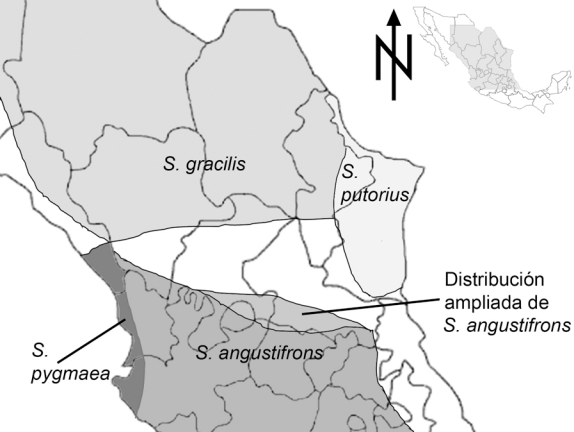 N
S. gracilis
S.
putorius
Distribución
ampliada de
S. angustifrons
S. angustifrons
S.
pygmaea